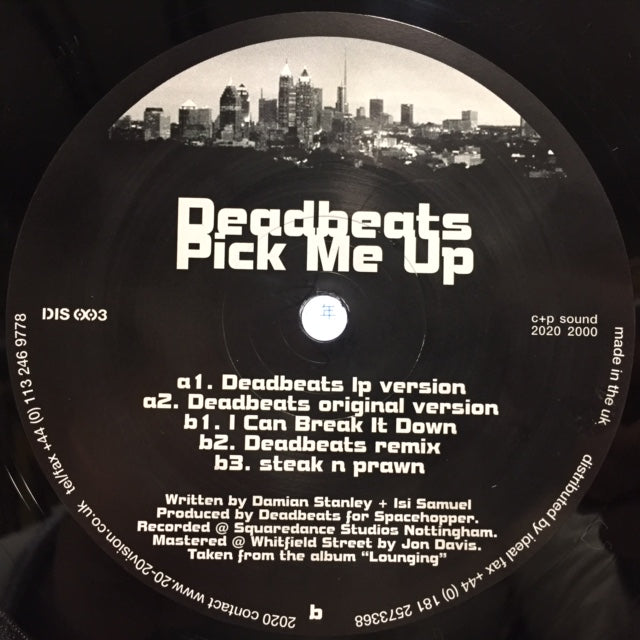 Deadbeats
Pick Me Up
DIS 003
c+p sound
2020 2000
a1. Deadbeats lp version
a2. Deadbeats original version
b1. I Can Break It Down
b2. Deadbeats remix
b3. steak n prawn
Written by Damian Stanley + Isi Samuel
Produced by Deadbeats for Spacehopper.
Recorded @ Squaredance Studios Nottingham.
Mastered @ Whitfield Street by Jon Davis.
Taken from the album “Lounging”
b
made in the uk
distributed by ideal fax +44 (0) 181 2573368
2020 contact www.20-20vision.co.uk tel/fax +44 (0) 113 246 9778